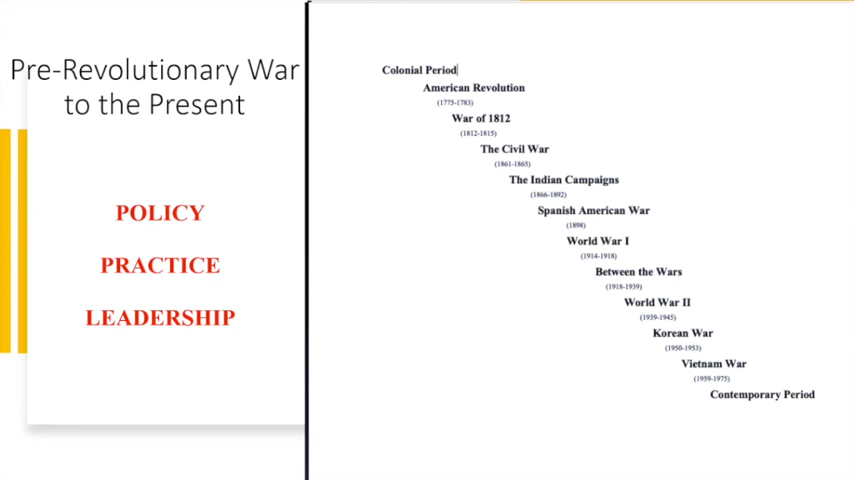 Pre-Revolutionary War
to the Present
POLICY
PRACTICE
LEADERSHIP
Colonial Period
American Revolution
(1775-1783)
War of 1812
(1812-1815)
The Civil War
(1861-1865)
The Indian Campaigns
(1866-1892)
Spanish American War
(1898)
World War I
(1914-1918)
Between the Wars
(1918-1939)
World War II
(1939-1945)
Korean War
(1950-1953)
Vietnam War
(1959-1975)
Contemporary Period